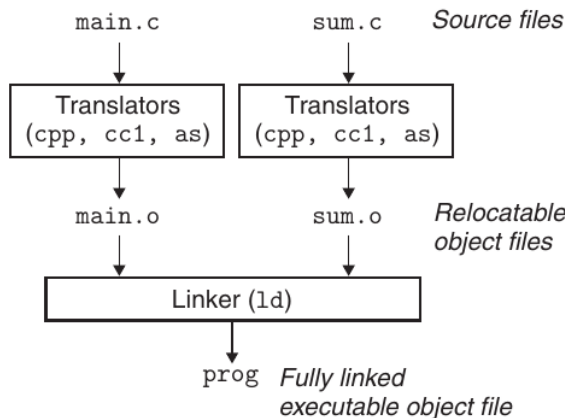 main.c sum.c Source files
Translators Translators
(cpp, cc1, as) (cpp, cc1, as)
main.o sum.o Relocatable
object files
Linker (ld)
prog Fully linked
executable object file